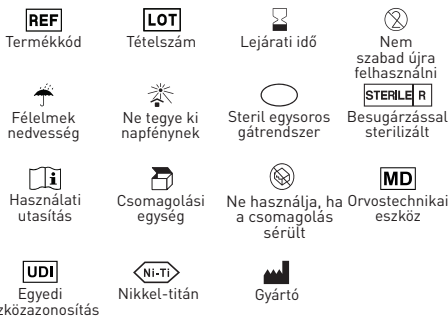 REF
LOT
Termékkód
Tételszám
Lejárati idő
Nem
szabad újra
felhasználni
STERILE R
Félelmek
nedvesség
Ne tegye ki
napfénynek
Steril egysoros
gátrendszer
Besugárzással
sterilizált
i
MD
Használati
utasítás
Csomagolási
egység
Ne használja, ha
a csomagolás
sérült
Orvostechnikai
eszköz
UDI
Ni-Ti
Egyedi
zközazonosítás
Nikkel-titán
Gyártó